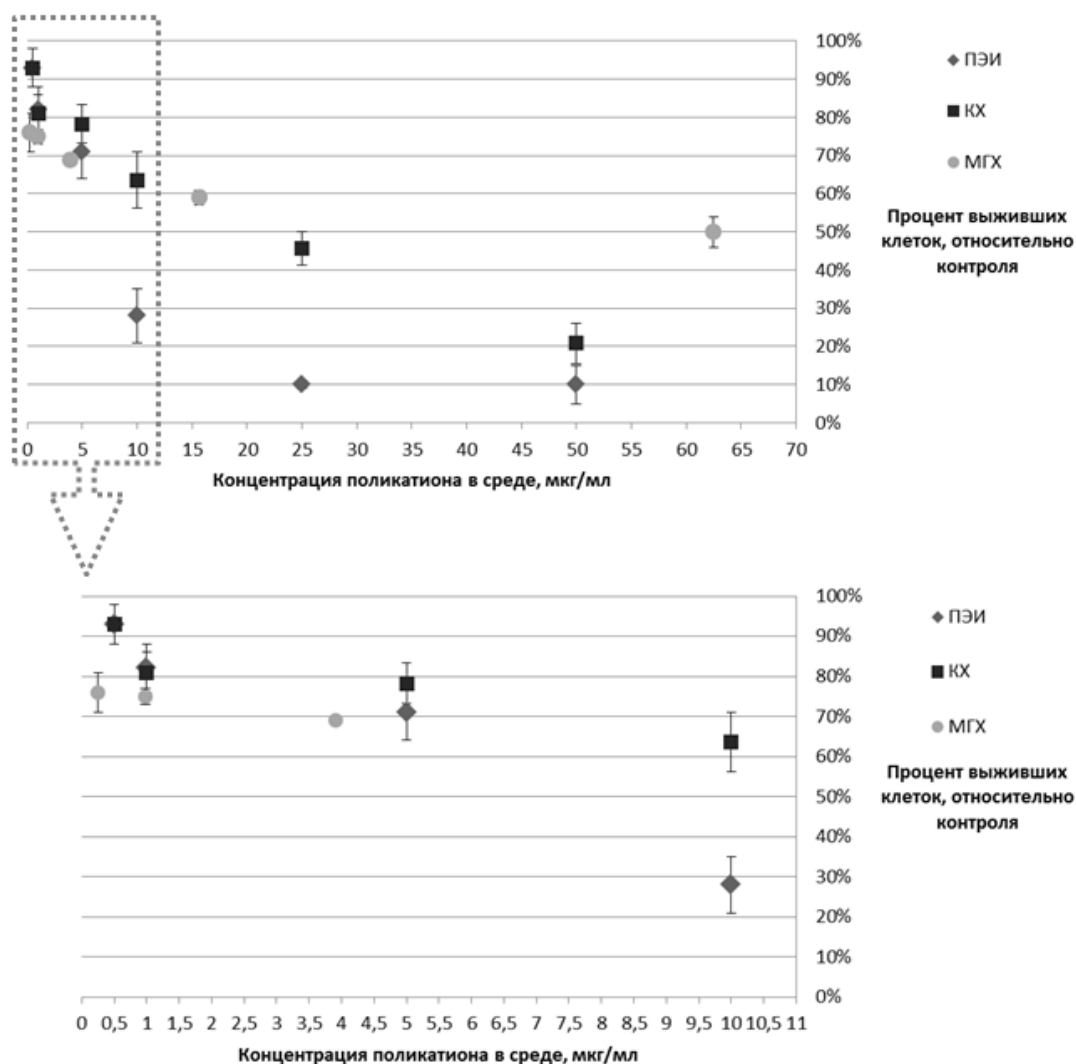 100%
90%
80%
70%
60%
50%
40%
30%
20%
10%
0%
ПЭИ
КХ
МГХ
Процент выживших
клеток, относительно
контроля
0 5 10 15 20 25 30 35 40 45 50 55 60 65 70
Концентрация поликатиона в среде, мкг/мл
100%
90%
80%
70%
60%
50%
40%
30%
20%
10%
0%
ПЭИ
КХ
МГХ
Процент выживших
клеток, относительно
контроля
0 0,5 1 1,5 2 2,5 3 3,5 4 4,5 5 5,5 6 6,5 7 7,5 8 8,5 9 9,5 10 10,5 11
Концентрация поликатиона в среде, мкг/мл